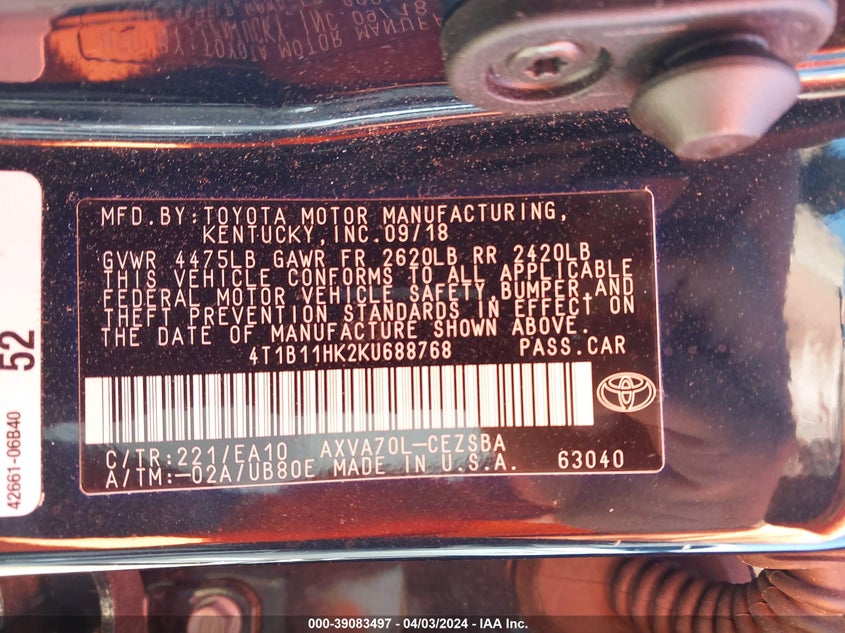 MFD.BY:TOYOTA MOTOR MANUFACTURING,
KENTUCKY,INC.09/18
GVWR 4475LB GAWR FR 2620LB RR 2420LB
THIS VEHICLE CONFORMS TO ALL APPLICABLE
FEDERAL MOTOR VEHICLE SAFETY,BUMPER,AND
THEFT PREVENTION STANDARDS IN EFFECT ON
THE DATE OF MANUFACTURE SHOWN ABOVE.
4T1B11HK2KU688768 PASS.CAR
C/TR:221/EA10 AXVA70L-CEZSBA
A/TM:-02A/UB80E MADE IN U.S.A. 63040
52
42661-06B40
000-39083497 - 04/03/2024 - IAA Inc.